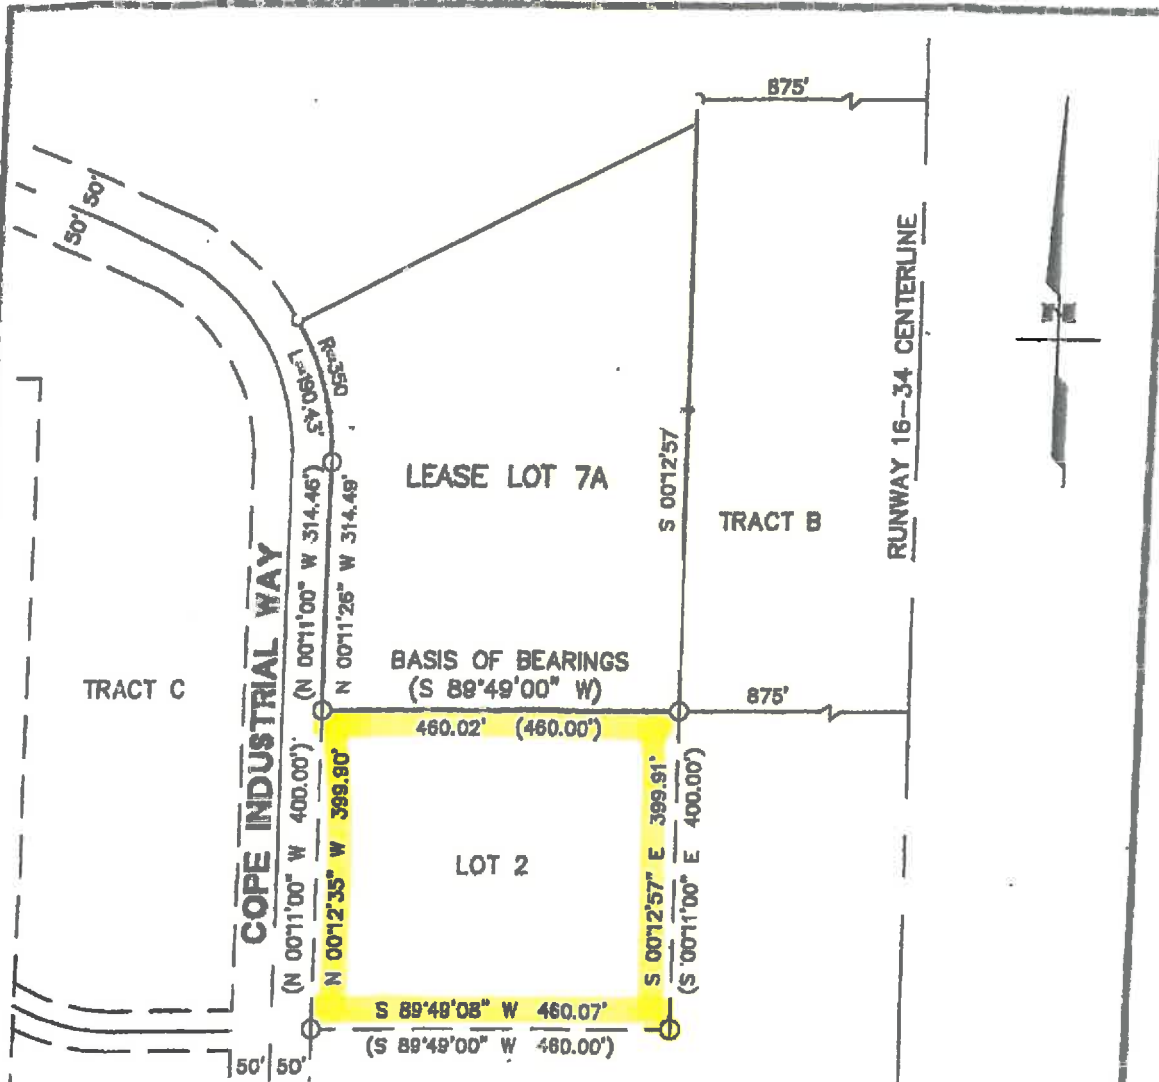 875'
50'
50'
R=350
L=190.43'
RUNWAY 16-34 CENTERLINE
LEASE LOT 7A
S 00°12'57
TRACT B
(N 00°11'00" W 314.46')
N 00°11'26" W 314.49'
COPE INDUSTRIAL WAY
TRACT C
BASIS OF BEARINGS
(S 89°49'00" W)
460.02' (460.00')
875'
(N 00°11'00" W 400.00')
N 00°12'35" W 399.90'
LOT 2
S 00°12'57" E 399.91'
(S 00°11'00" E 400.00')
S 89°49'08" W 460.07'
(S 89°49'00" W 460.00')
50' 50'